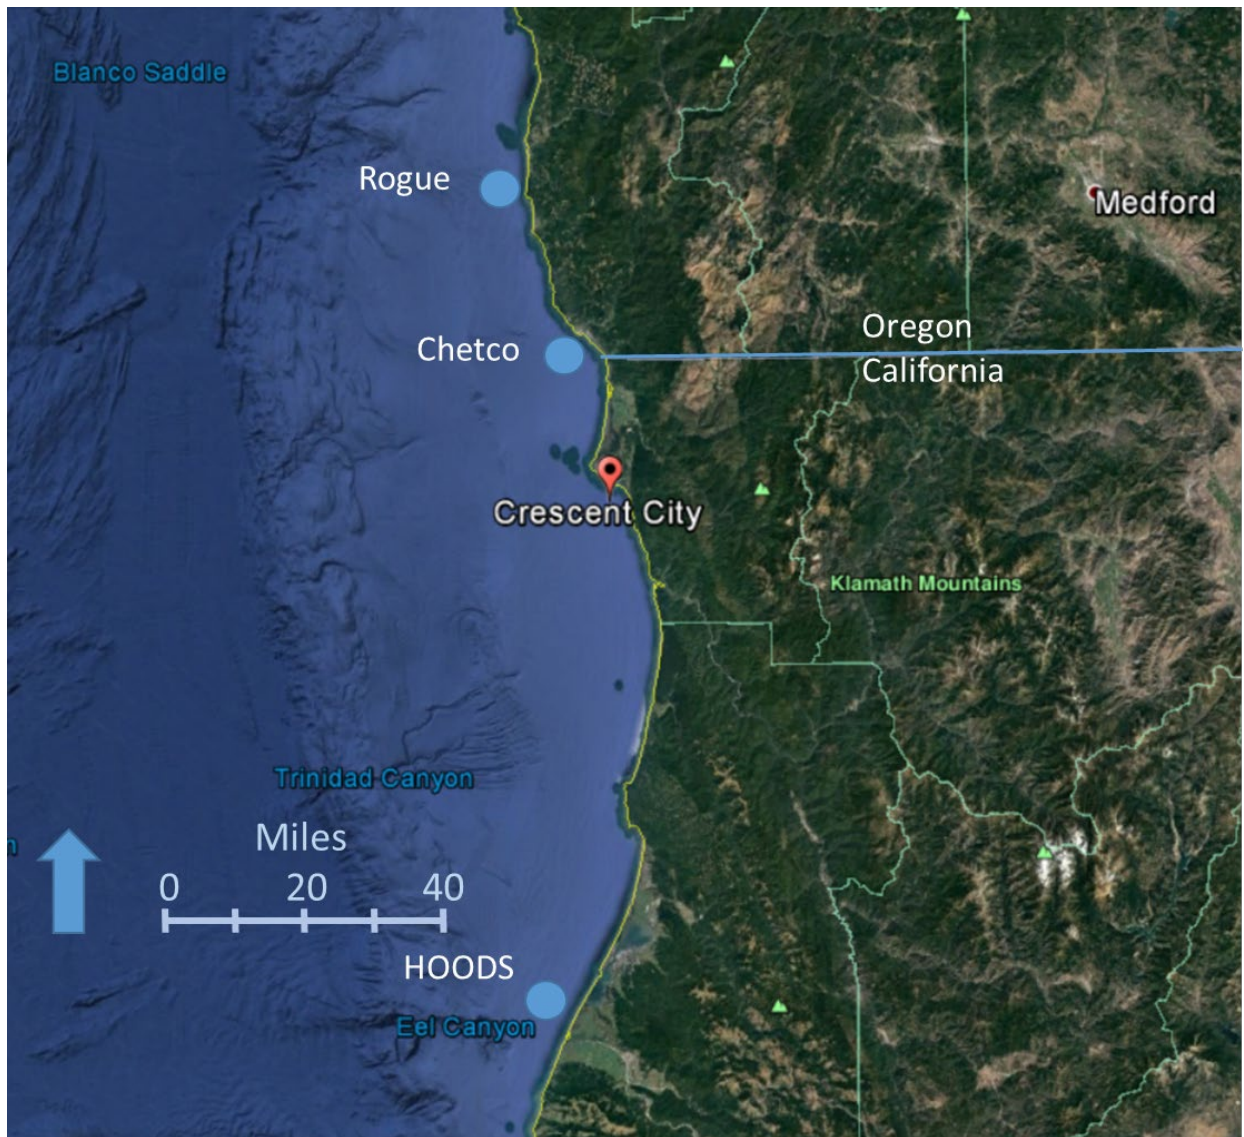 Blanco Saddle
Rogue
Medford
Oregon
Chetco
California
Crescent City
Klamath Mountains
Trinidad Canyon
Miles
0 20 40
HOODS
Eel Canyon